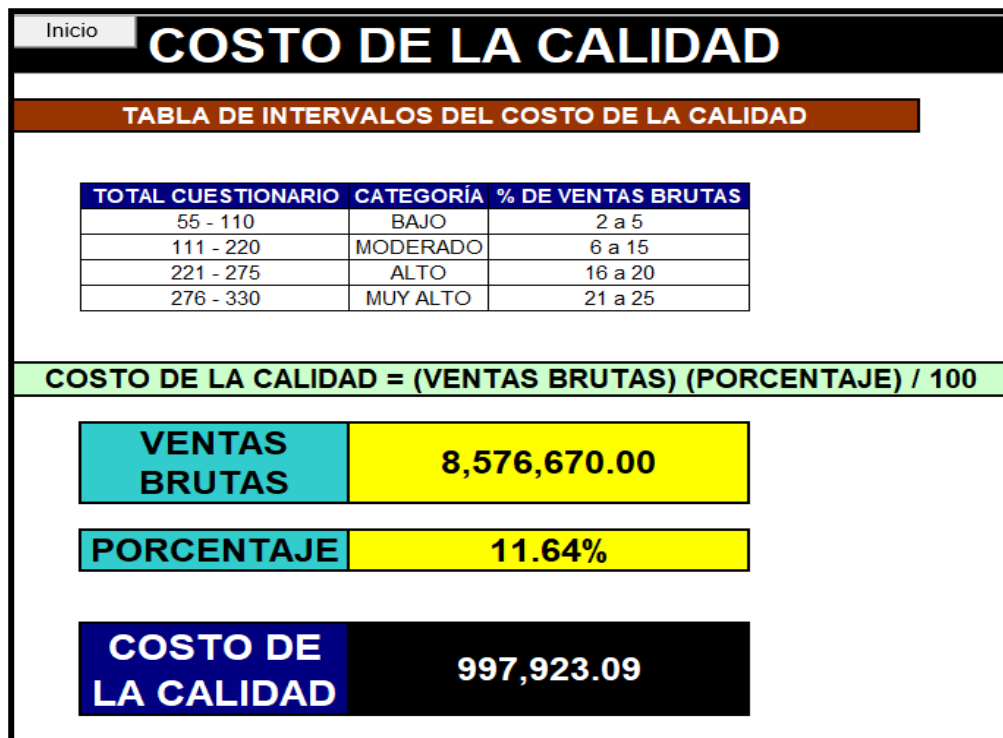 Inicio
COSTO DE LA CALIDAD
TABLA DE INTERVALOS DEL COSTO DE LA CALIDAD
TOTAL CUESTIONARIO CATEGORÍA % DE VENTAS BRUTAS
55 - 110 BAJO 2 a 5
111 - 220 MODERADO 6 a 15
221 - 275 ALTO 16 a 20
276 - 330 MUY ALTO 21 a 25
COSTO DE LA CALIDAD = (VENTAS BRUTAS) (PORCENTAJE) / 100
VENTAS
BRUTAS
8,576,670.00
PORCENTAJE 11.64%
COSTO DE
LA CALIDAD
997,923.09